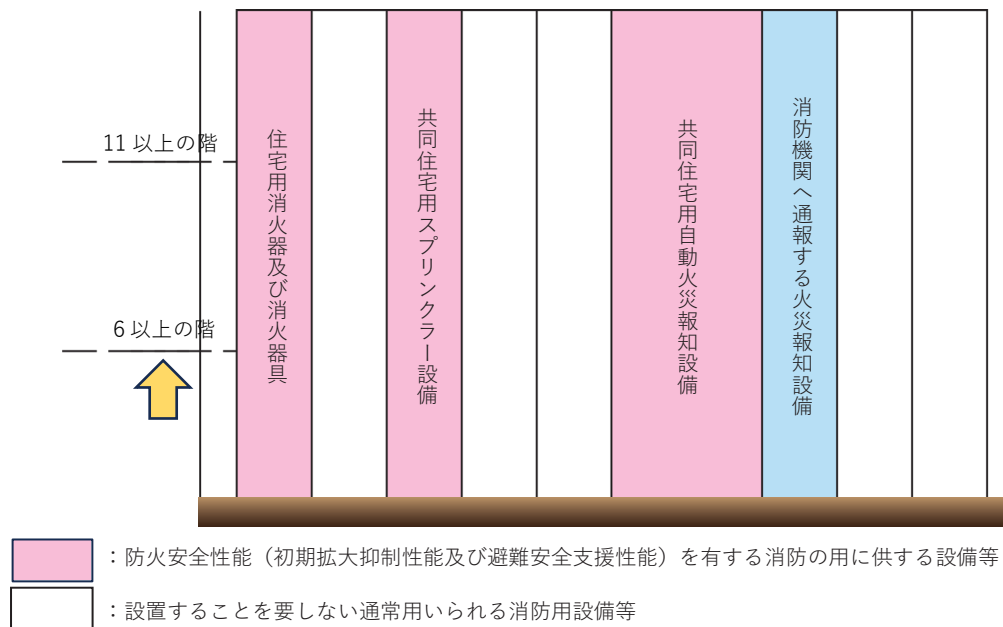 11 以上の階
6 以上の階
住宅用消火器及び消火器具
共同住宅用スプリンクラー設備
共同住宅用自動火災報知設備
消防機関へ通報する火災報知設備
：防火安全性能（初期拡大抑制性能及び避難安全支援性能）を有する消防の用に供する設備等
：設置することを要しない通常用いられる消防用設備等